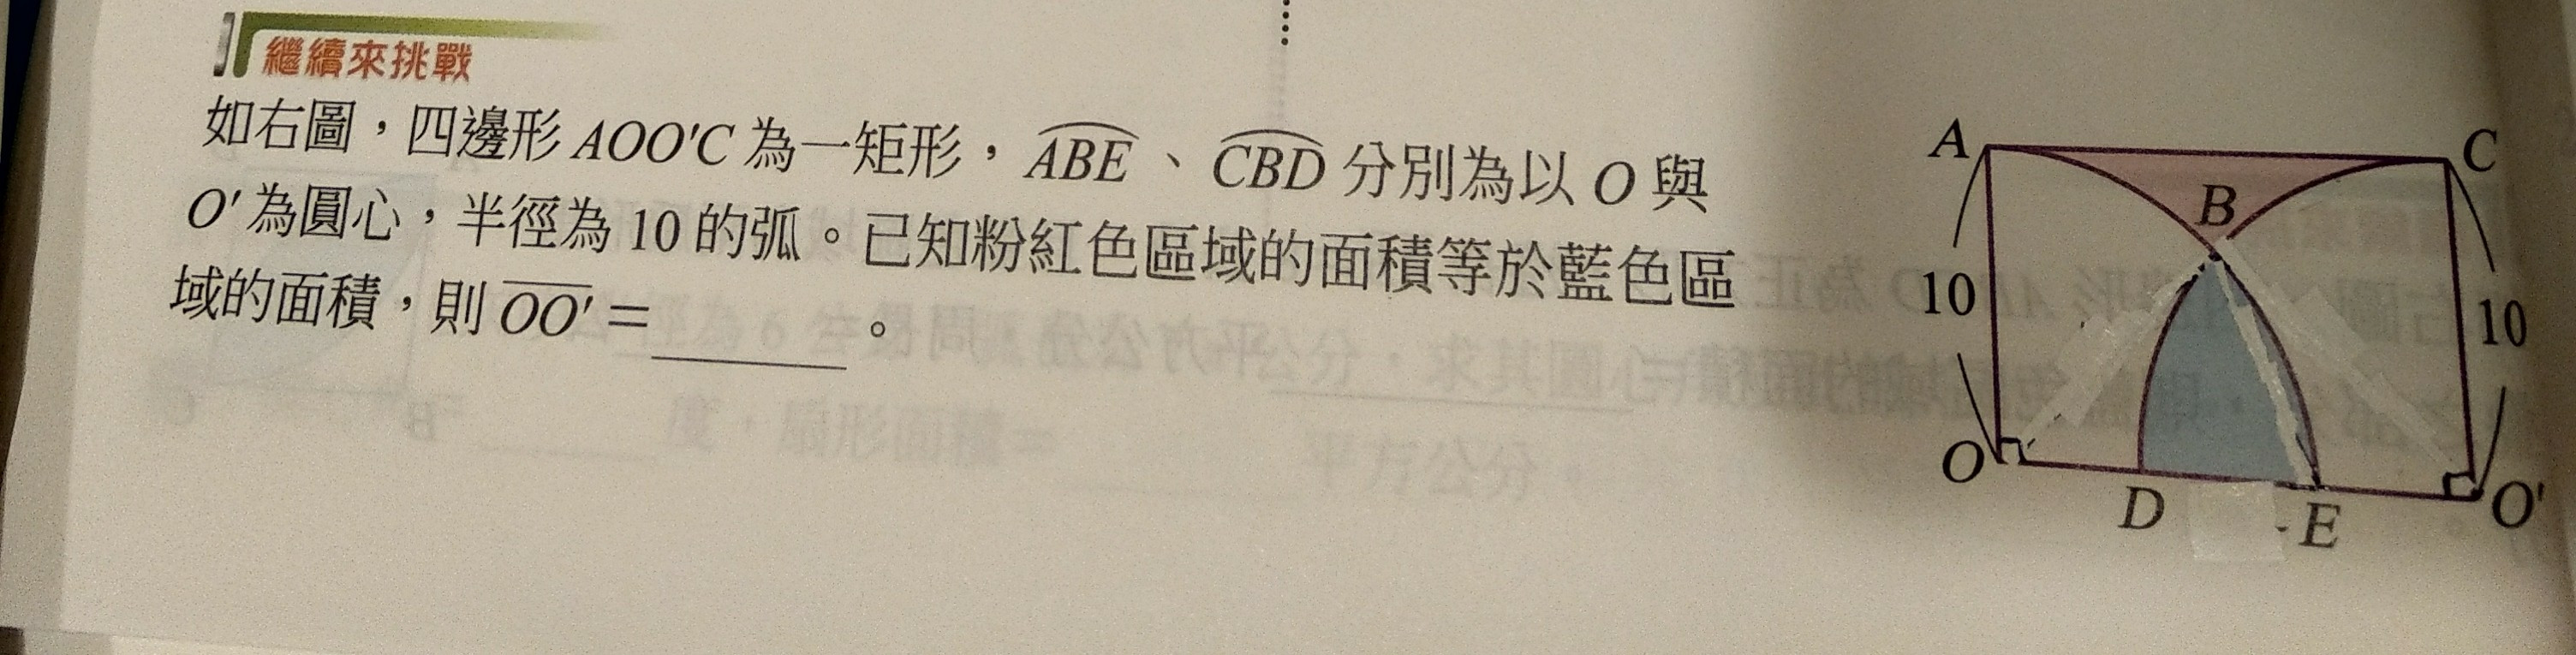 繼續來挑戰
如右圖，四邊形 AOO'C 為一矩形，ABE、CBD 分別為以 O 與
O' 為圓心，半徑為 10 的弧。已知粉紅色區域的面積等於藍色區
域的面積，則 OO' = ＿＿＿。
A
C
B
10
10
O
D
E
O'